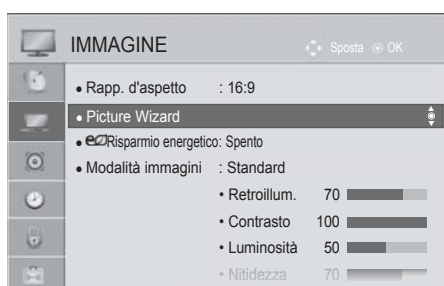 IMMAGINE
Sposta OK
• Rapp. d'aspetto : 16:9
• Picture Wizard
• eco Risparmio energetico: Spento
• Modalità immagini : Standard
• Retroillum. 70
• Contrasto 100
• Luminosità 50
• Nitidezza 70